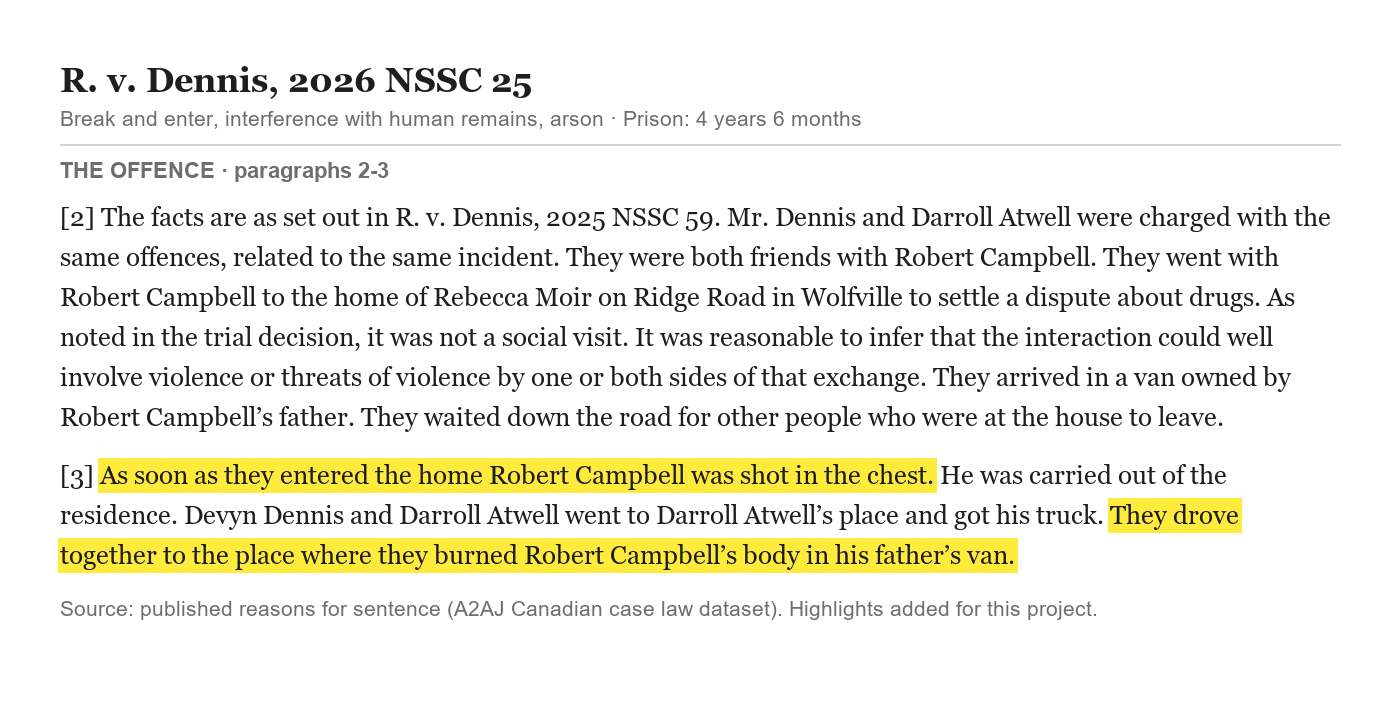 R. v. Dennis, 2026 NSSC 25
Break and enter, interference with human remains, arson · Prison: 4 years 6 months
THE OFFENCE · paragraphs 2-3
[2] The facts are as set out in R. v. Dennis, 2025 NSSC 59. Mr. Dennis and Darroll Atwell were charged with the
same offences, related to the same incident. They were both friends with Robert Campbell. They went with
Robert Campbell to the home of Rebecca Moir on Ridge Road in Wolfville to settle a dispute about drugs. As
noted in the trial decision, it was not a social visit. It was reasonable to infer that the interaction could well
involve violence or threats of violence by one or both sides of that exchange. They arrived in a van owned by
Robert Campbell’s father. They waited down the road for other people who were at the house to leave.
[3] As soon as they entered the home Robert Campbell was shot in the chest. He was carried out of the
residence. Devyn Dennis and Darroll Atwell went to Darroll Atwell’s place and got his truck. They drove
together to the place where they burned Robert Campbell’s body in his father’s van.
Source: published reasons for sentence (A2AJ Canadian case law dataset). Highlights added for this project.